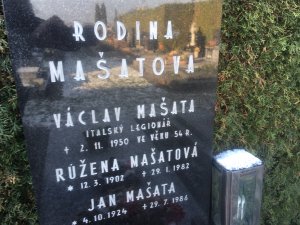 RODINA
MAŠATOVA
VÁCLAV MAŠATA
ITALSKÝ LEGIONÁŘ
+ 2. 11. 1950 VE VĚKU 54 R.
RŮŽENA MAŠATOVÁ
* 12. 3. 1902 + 29. 1. 1982
JAN MAŠATA
* 4. 10. 1924 + 29. 7. 1986